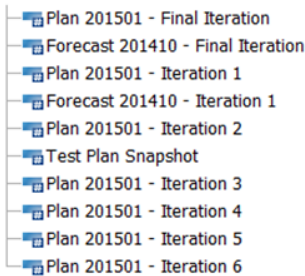 Plan 201501 - Final Iteration
Forecast 201410 - Final Iteration
Plan 201501 - Iteration 1
Forecast 201410 - Iteration 1
Plan 201501 - Iteration 2
Test Plan Snapshot
Plan 201501 - Iteration 3
Plan 201501 - Iteration 4
Plan 201501 - Iteration 5
Plan 201501 - Iteration 6